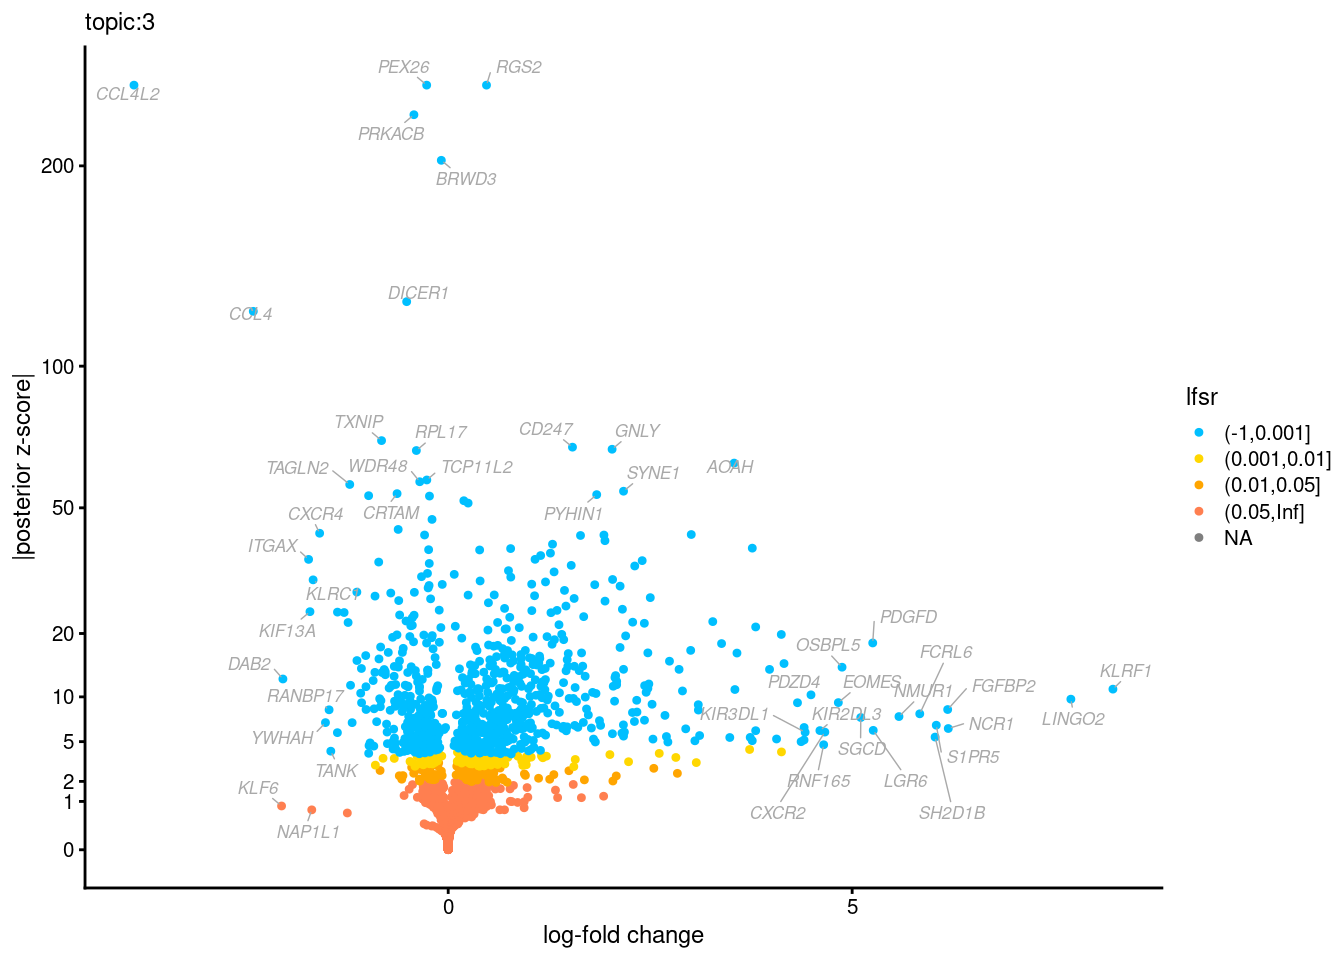 topic:3
PEX26
RGS2
CCL4L2
PRKACB
BRWD3
200
DICER1
CCL4
100
TXNIP
RPL17
CD247
GNLY
TAGLN2
WDR48
TCP11L2
SYNE1
AOAH
CXCR4
CRTAM
PYHIN1
50
ITGAX
KLRC1
KIF13A
20
PDGFD
OSBPL5
FCRL6
KLRF1
DAB2
RANBP17
PDZD4
EOMES
NMUR1
FGFBP2
10
KIR3DL1
KIR2DL3
LINGO2
NCR1
YWHAH
5
SGCD
S1PR5
TANK
RNF165
LGR6
2
KLF6
1
CXCR2
SH2D1B
NAP1L1
0
0
5
log-fold change
|posterior z-score|
lfsr
(-1,0.001]
(0.001,0.01]
(0.01,0.05]
(0.05,Inf]
NA